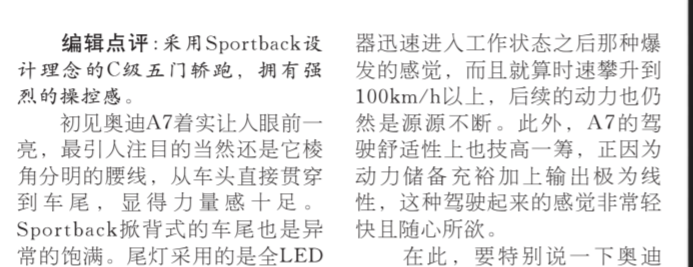 编辑点评:采用Sportback设
计理念的C级五门轿跑，拥有强
烈的操控感。
初见奥迪A7着实让人眼前一
亮，最引人注目的当然还是它棱
角分明的腰线，从车头直接贯穿
到车尾，显得力量感十足。
Sportback掀背式的车尾也是异
常的饱满。尾灯采用的是全LED
器迅速进入工作状态之后那种爆
发的感觉，而且就算时速攀升到
100km/h以上，后续的动力也仍
然是源源不断。此外，A7的驾
驶舒适性上也技高一筹，正因为
动力储备充裕加上输出极为线
性，这种驾驶起来的感觉非常轻
快且随心所欲。
在此，要特别说一下奥迪